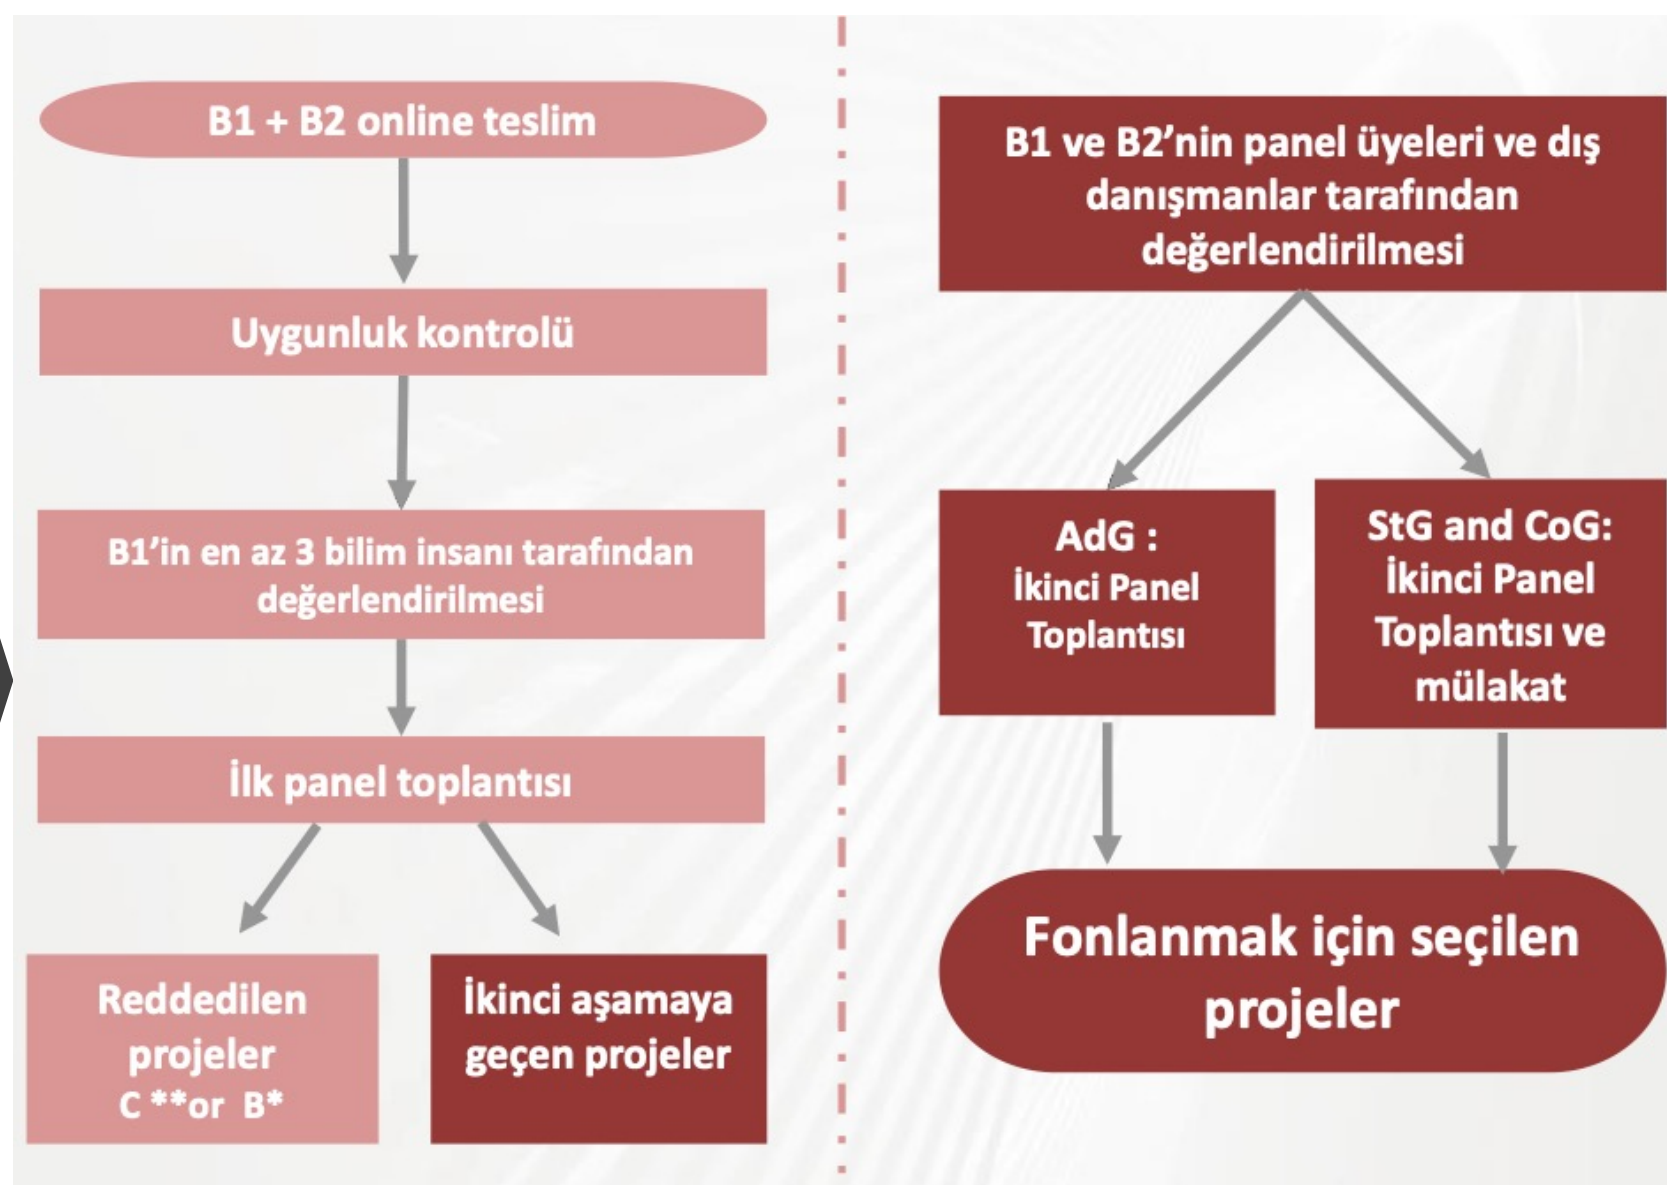 B1 + B2 online teslim
Uygunluk kontrolü
B1’in en az 3 bilim insanı tarafından
değerlendirilmesi
İlk panel toplantısı
Reddedilen
projeler
C **or B*
İkinci aşamaya
geçen projeler
B1 ve B2’nin panel üyeleri ve dış
danışmanlar tarafından
değerlendirilmesi
AdG :
İkinci Panel
Toplantısı
StG and CoG:
İkinci Panel
Toplantısı ve
mülakat
Fonlanmak için seçilen
projeler